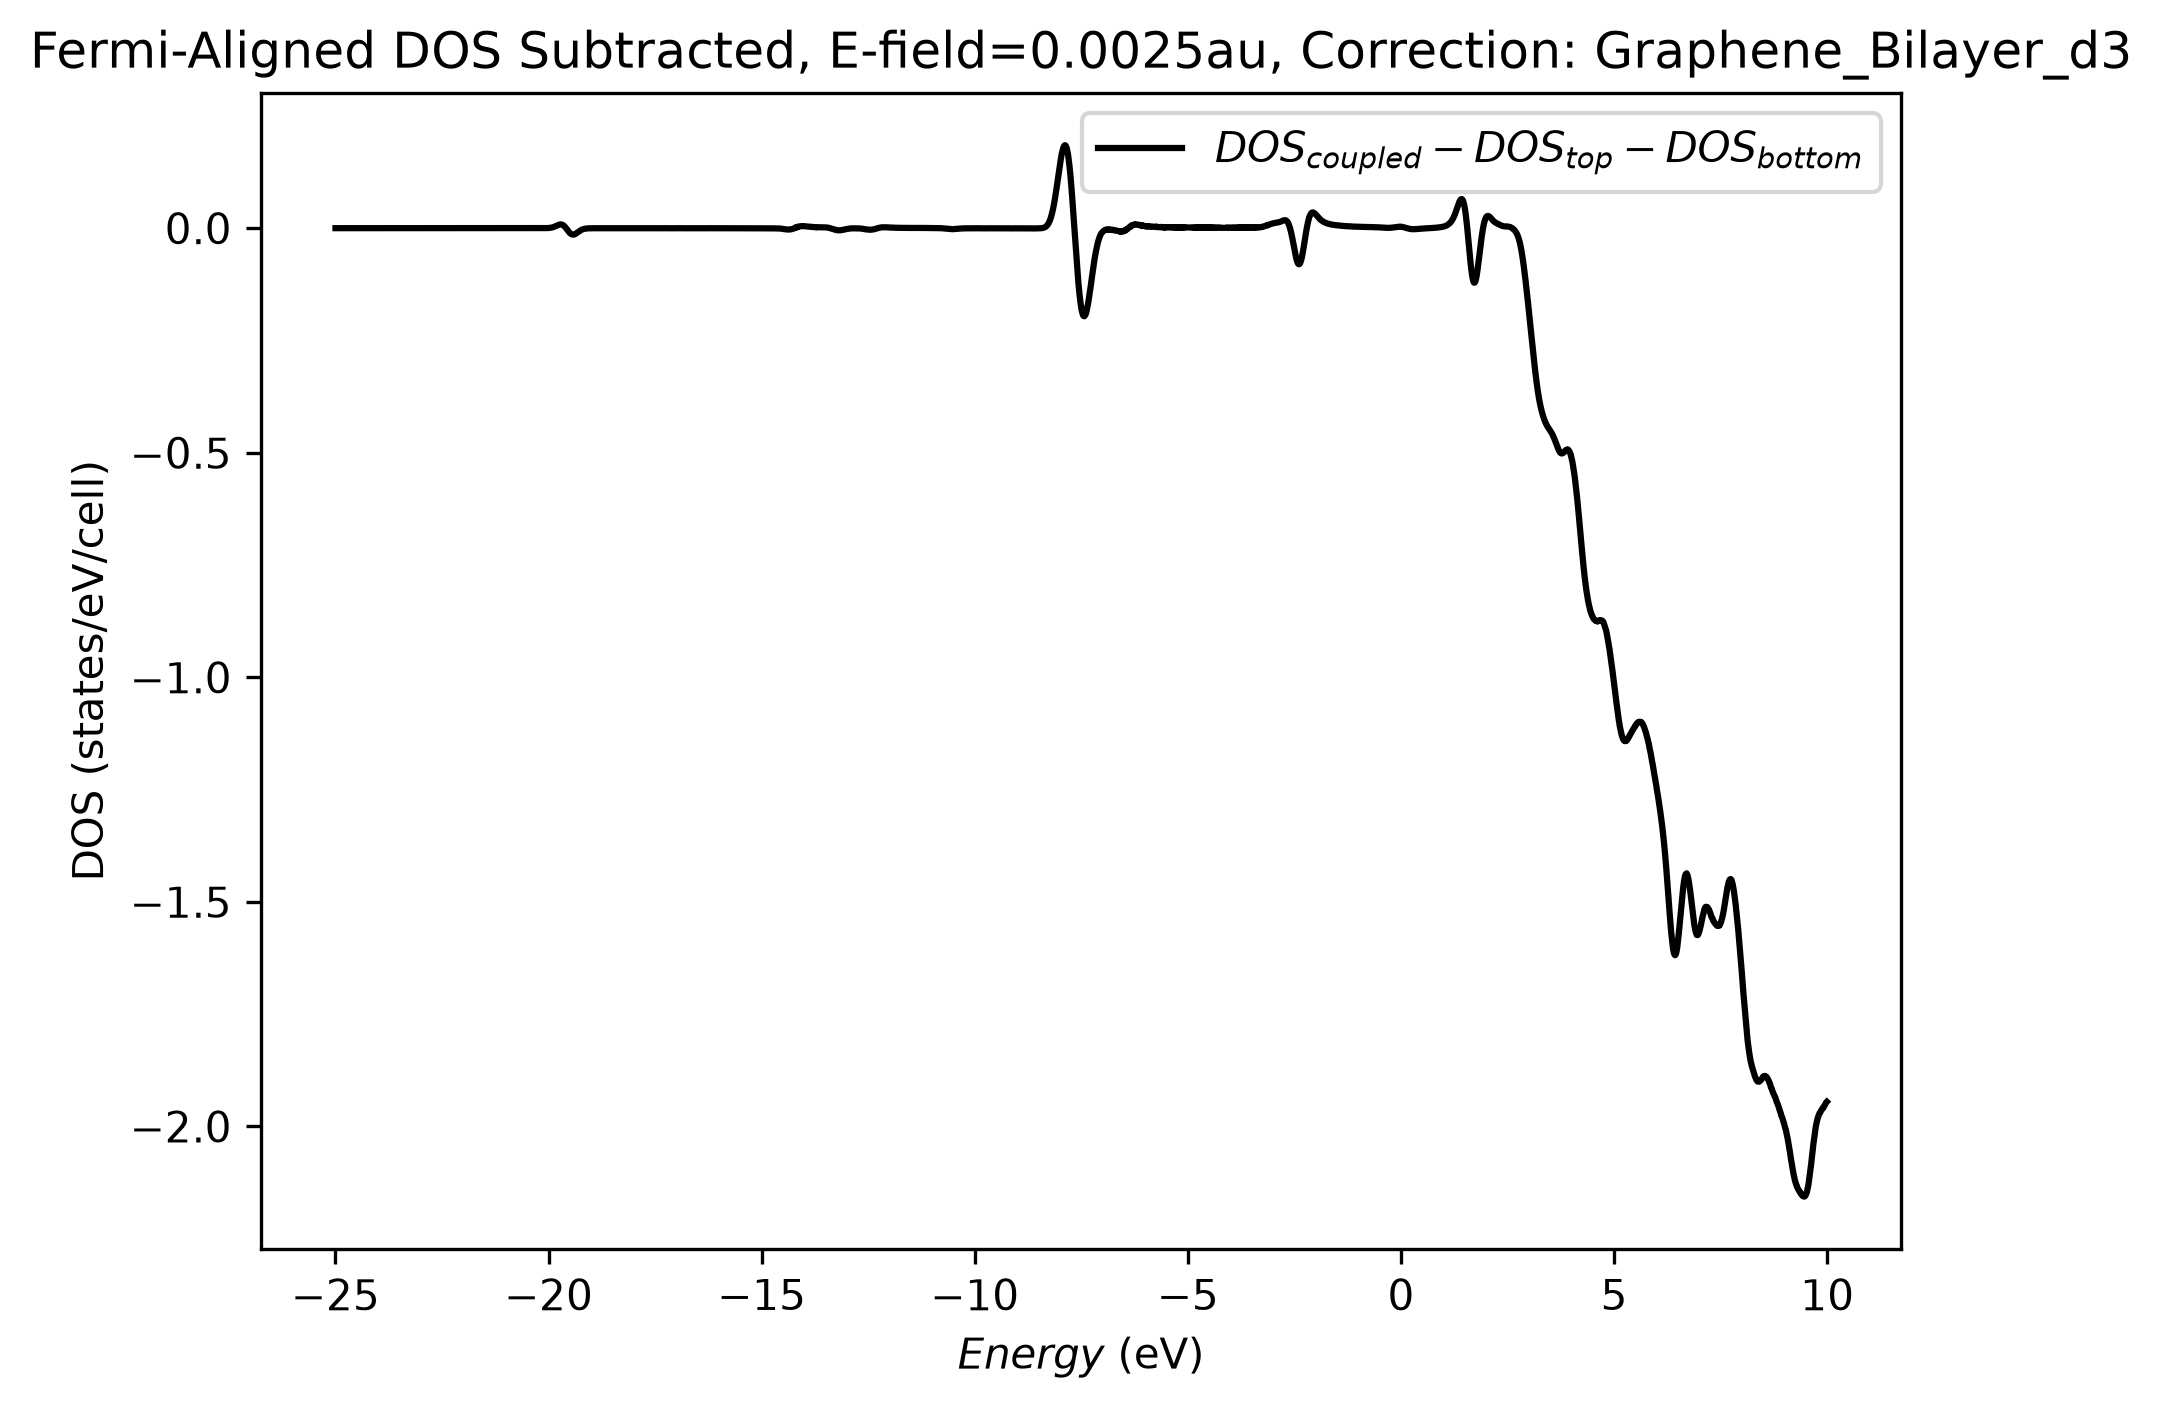 Fermi-Aligned DOS Subtracted, E-field=0.0025au, Correction: Graphene_Bilayer_d3
DOS_coupled − DOS_top − DOS_bottom
DOS (states/eV/cell)
0.0
−0.5
−1.0
−1.5
−2.0
−25 −20 −15 −10 −5 0 5 10
Energy (eV)